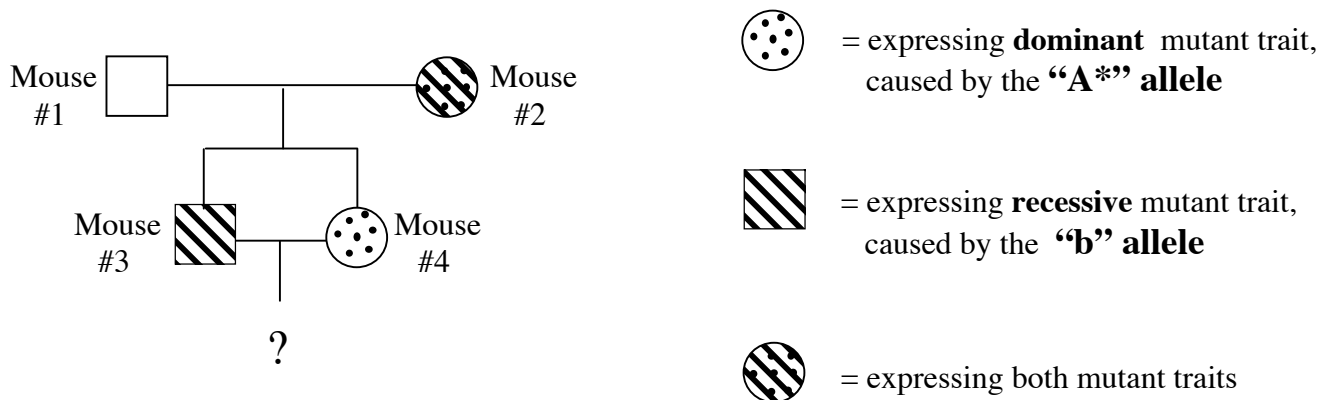 Mouse
#1
Mouse
#2
Mouse
#3
Mouse
#4
?
= expressing dominant mutant trait,
caused by the “A*” allele
= expressing recessive mutant trait,
caused by the “b” allele
= expressing both mutant traits